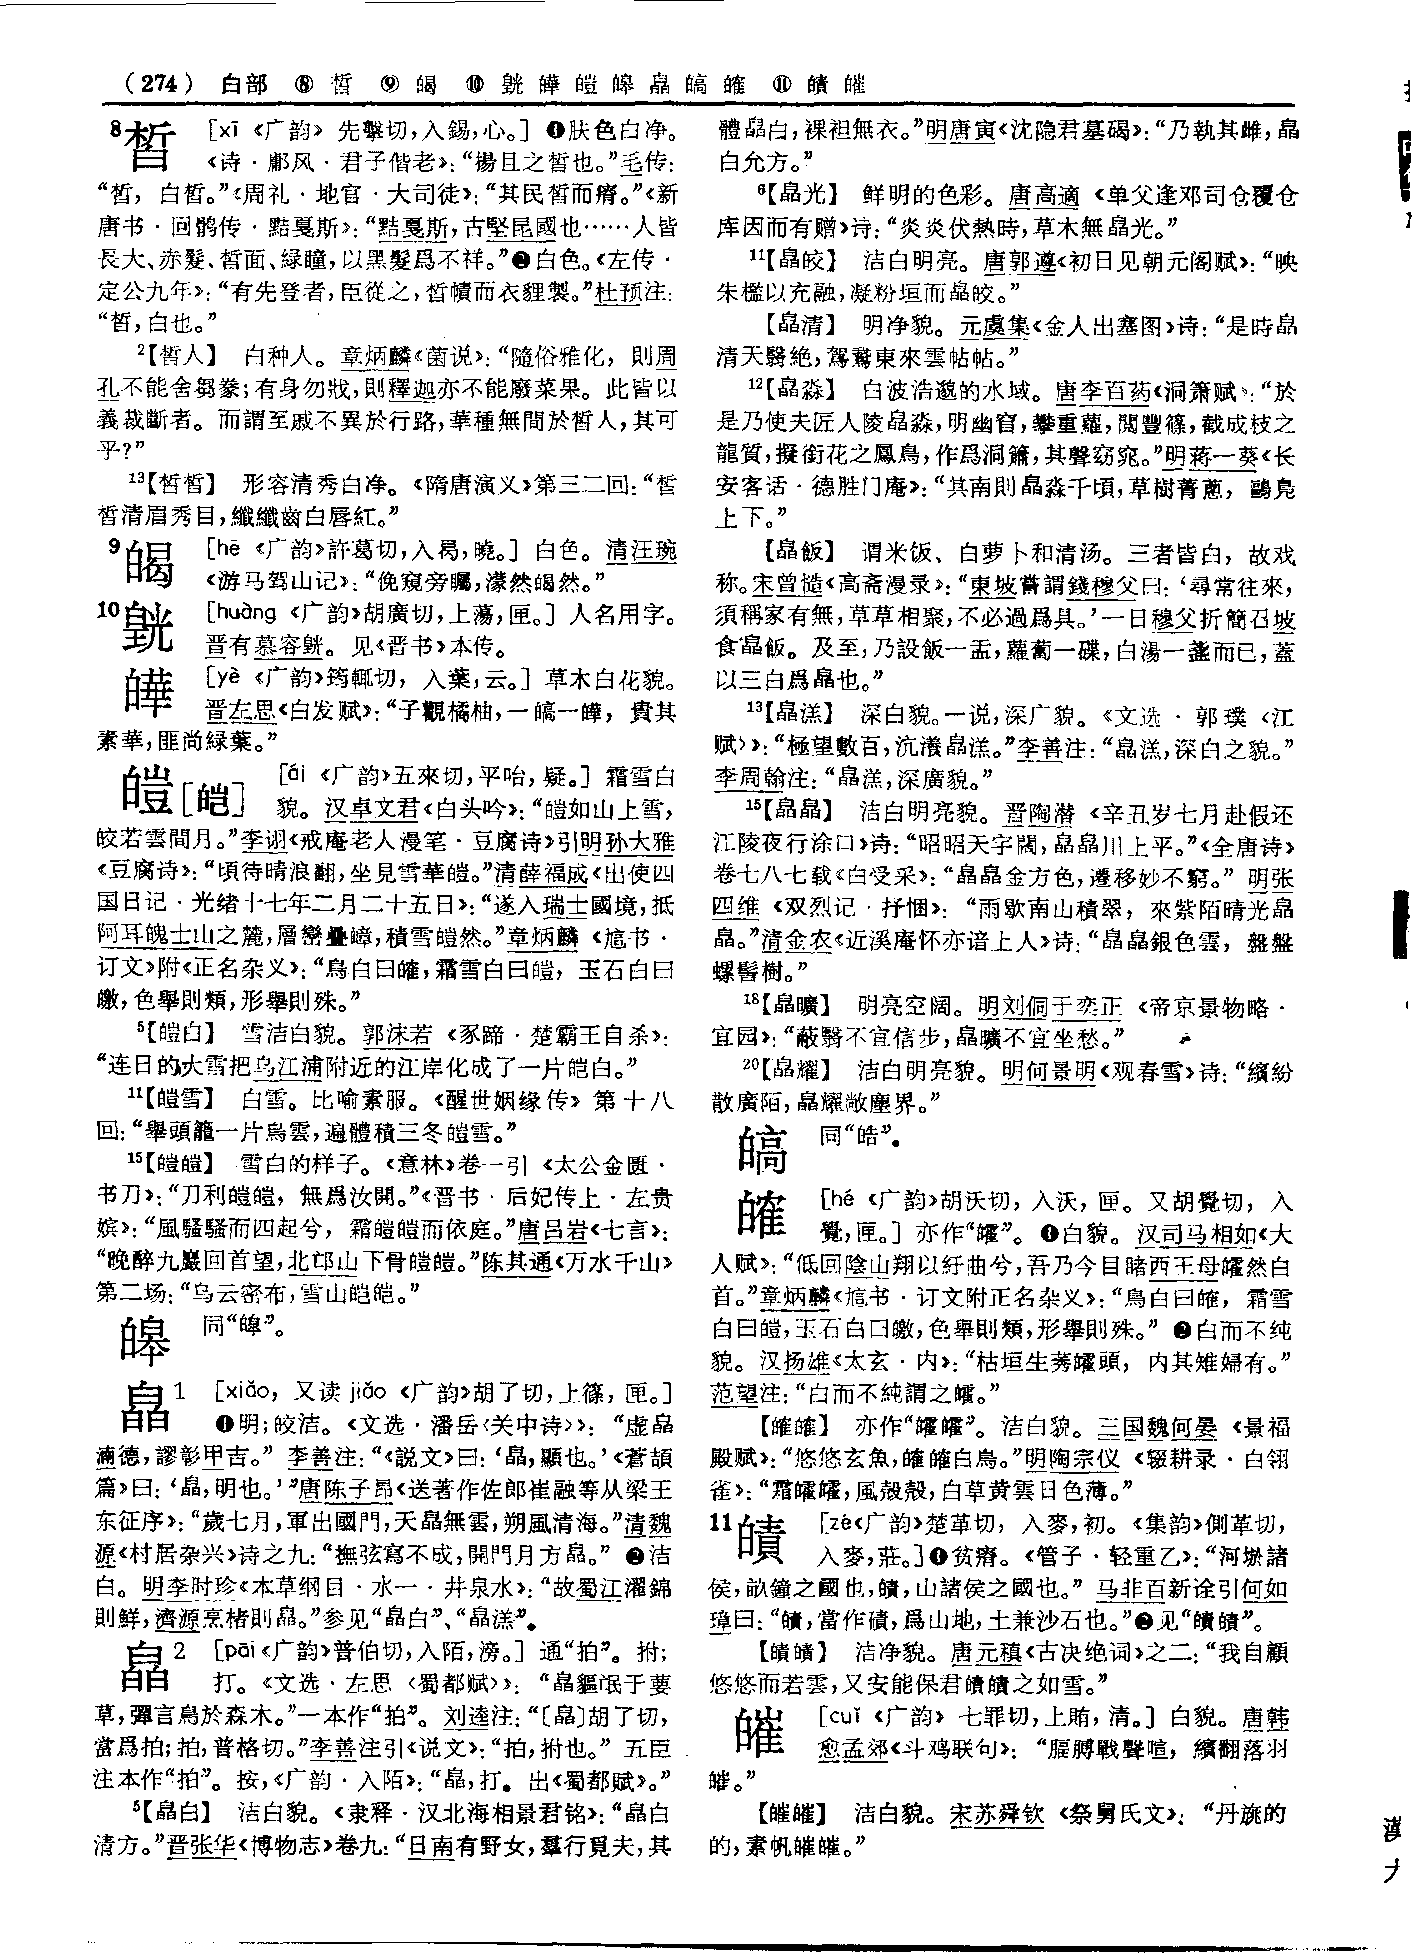 （274） 白部 ⑧ 皙 ⑨ 皬 ⑩ 皝 皣 皚 皞 皛 皜 皠 ⑪ 皟 皠
8皙 ［xī 《广韵》 先擊切，入錫，心。］ ❶肤色白净。
《诗·鄘风·君子偕老》：“揚且之皙也。”毛传：
“皙，白皙。”《周礼·地官·大司徒》：“其民皙而瘠。”《新
唐书·回鹘传·黠戛斯》：“黠戛斯，古堅昆國也……人皆
長大、赤髮、皙面、緑瞳，以黑髮爲不祥。”❷白色。《左传·
定公九年》：“有先登者，臣從之，皙幘而衣貍製。”杜预注：
“皙，白也。”
2【皙人】 白种人。章炳麟《菌说》：“隨俗雅化，則周
孔不能舍芻豢；有身勿戕，則釋迦亦不能廢菜果。此皆以
義裁斷者。而謂至戚不異於行路，華種無間於皙人，其可
乎？”
13【皙皙】 形容清秀白净。《隋唐演义》第三二回：“皙
皙清眉秀目，纖纖齒白唇紅。”
9 ［hē 《广韵》許葛切，入曷，曉。］ 白色。清汪琬
《游马驾山记》：“俛窺旁矚，濛然然。”
10皝 ［huàng 《广韵》胡廣切，上蕩，匣。］ 人名用字。
晋有慕容皝。见《晋书》本传。
皣 ［yè 《广韵》筠輒切，入葉，云。］ 草木白花貌。
晋左思《白发赋》：“子觀橘柚，一皜一皣，貴其
素華，匪尚緑葉。”
皚［皑］ ［ái 《广韵》五來切，平咍，疑。］ 霜雪白
貌。汉卓文君《白头吟》：“皚如山上雪，
皎若雲間月。”李诩《戒庵老人漫笔·豆腐诗》引明孙大雅
《豆腐诗》：“頃待晴浪翻，坐見雪華皚。”清薛福成《出使四
国日记·光绪十七年二月二十五日》：“遂入瑞士國境，抵
阿耳魄士山之麓，層巒疊嶂，積雪皚然。”章炳麟 《訄书·
订文》附《正名杂义》：“鳥白曰皠，霜雪白曰皚，玉石白曰
皦，色舉則類，形舉則殊。”
5【皚白】 雪洁白貌。郭沫若 《豕蹄·楚霸王自杀》：
“连日的大雪把乌江浦附近的江岸化成了一片皑白。”
11【皚雪】 白雪。比喻素服。《醒世姻缘传》第十八
回：“舉頭籠一片烏雲，遍體積三冬皚雪。”
15【皚皚】 雪白的样子。《意林》卷一引 《太公金匮·
书刀》：“刀利皚皚，無爲汝開。”《晋书·后妃传上·左贵
嫔》：“風騷騷而四起兮，霜皚皚而依庭。”唐吕岩《七言》：
“晚醉九巖回首望，北邙山下骨皚皚。”陈其通《万水千山》
第二场：“乌云密布，雪山皑皑。”
皞 同“皡”。
皛1 ［xiǎo，又读 jiǎo 《广韵》胡了切，上篠，匣。］
❶明；皎洁。《文选·潘岳〈关中诗〉》：“虚皛
湳德，謬彰甲吉。” 李善注：“《説文》曰：‘皛，顯也。’《蒼頡
篇》曰：‘皛，明也。’”唐陈子昂《送著作佐郎崔融等从梁王
东征序》：“歲七月，軍出國門，天皛無雲，朔風清海。”清魏
源《村居杂兴》诗之九：“撫弦寫不成，開門月方皛。” ❷洁
白。明李时珍《本草纲目·水一·井泉水》：“故蜀江濯錦
則鮮，濟源烹楮則皛。”参见“皛白”、“皛溔”。
皛2 ［pāi《广韵》普伯切，入陌，滂。］ 通“拍”。拊；
打。《文选·左思〈蜀都赋〉》：“皛貙氓于葽
草，彈言鳥於森木。”一本作“拍”。 刘逵注：“［皛］胡了切，
當爲拍；拍，普格切。”李善注引《说文》：“拍，拊也。” 五臣
注本作“拍”。按，《广韵·入陌》：“皛，打。出《蜀都赋》。”
5【皛白】 洁白貌。《隶释·汉北海相景君铭》：“皛白
清方。”晋张华《博物志》卷九：“日南有野女，羣行覓夫，其
體皛白，裸袒無衣。”明唐寅《沈隐君墓碣》：“乃執其雌，皛
白允方。”
6【皛光】 鲜明的色彩。唐高適 《单父逢邓司仓覆仓
库因而有赠》诗：“炎炎伏熱時，草木無皛光。”
11【皛皎】 洁白明亮。唐郭遵《初日见朝元阁赋》：“映
朱檻以充融，凝粉垣而皛皎。”
【皛清】 明净貌。元虞集《金人出塞图》诗：“是時皛
清天翳絶，駕鵞東來雲帖帖。”
12【皛淼】 白波浩邈的水域。唐李百药《洞箫赋》：“於
是乃使夫匠人陵皛淼，明幽窅，攀重蘿，閲豐篠，截成枝之
龍質，擬銜花之鳳鳥，作爲洞簫，其聲窈窕。”明蒋一葵《长
安客话·德胜门庵》：“其南則皛淼千頃，草樹菁蔥，鷗鳧
上下。”
【皛飯】 谓米饭、白萝卜和清汤。三者皆白，故戏
称。宋曾慥《高斋漫录》：“東坡嘗謂錢穆父曰：‘尋常往來，
須稱家有無，草草相聚，不必過爲具。’一日穆父折簡召坡
食皛飯。及至，乃設飯一盂，蘿蔔一碟，白湯一盞而已，蓋
以三白爲皛也。”
13【皛溔】 深白貌。一说，深广貌。《文选·郭璞〈江
赋〉》：“極望數百，沆瀁皛溔。”李善注：“皛溔，深白之貌。”
李周翰注：“皛溔，深廣貌。”
15【皛皛】 洁白明亮貌。晋陶潜 《辛丑岁七月赴假还
江陵夜行涂口》诗：“昭昭天宇闊，皛皛川上平。”《全唐诗》
卷七八七载《白受采》：“皛皛金方色，遷移妙不窮。” 明张
四维 《双烈记·抒悃》：“雨歇南山積翠，來紫陌晴光皛
皛。”清金农《近溪庵怀亦谙上人》诗：“皛皛銀色雲，盤盤
螺髻樹。”
18【皛曠】 明亮空阔。明刘侗于奕正 《帝京景物略·
宜园》：“蔽翳不宜信步，皛曠不宜坐愁。”
20【皛耀】 洁白明亮貌。明何景明《观春雪》诗：“繽紛
散廣陌，皛耀敞塵界。”
皜 同“皓”。
皠 ［hé 《广韵》胡沃切，入沃，匣。又胡覺切，入
覺，匣。］ 亦作“皬”。❶白貌。汉司马相如《大
人赋》：“低回陰山翔以紆曲兮，吾乃今目睹西王母皬然白
首。”章炳麟《訄书·订文附正名杂义》：“鳥白曰皠，霜雪
白曰皚，玉石白曰皦，色舉則類，形舉則殊。” ❷白而不纯
貌。汉扬雄《太玄·内》：“枯垣生莠皬頭，内其雉婦有。”
范望注：“白而不純謂之皬。”
【皠皠】 亦作“皬皬”。洁白貌。三国魏何晏 《景福
殿赋》：“悠悠玄魚，皠皠白鳥。”明陶宗仪 《辍耕录·白翎
雀》：“霜皬皬，風殼殼，白草黄雲日色薄。”
11皟 ［zé《广韵》楚革切，入麥，初。《集韵》側革切，
入麥，莊。］❶贫瘠。《管子·轻重乙》：“河㙷諸
侯，畝鍾之國也，皟，山諸侯之國也。” 马非百新诠引何如
璋曰：“皟，當作磧，爲山地，土兼沙石也。”❷见“皟皟”。
【皟皟】 洁净貌。唐元稹《古决绝词》之二：“我自顧
悠悠而若雲，又安能保君皟皟之如雪。”
皠 ［cuǐ 《广韵》 七罪切，上賄，清。］ 白貌。唐韩
愈孟郊《斗鸡联句》：“腷膊戰聲喧，繽翻落羽
皠。”
【皠皠】 洁白貌。宋苏舜钦 《祭舅氏文》：“丹旐的
的，素帆皠皠。”